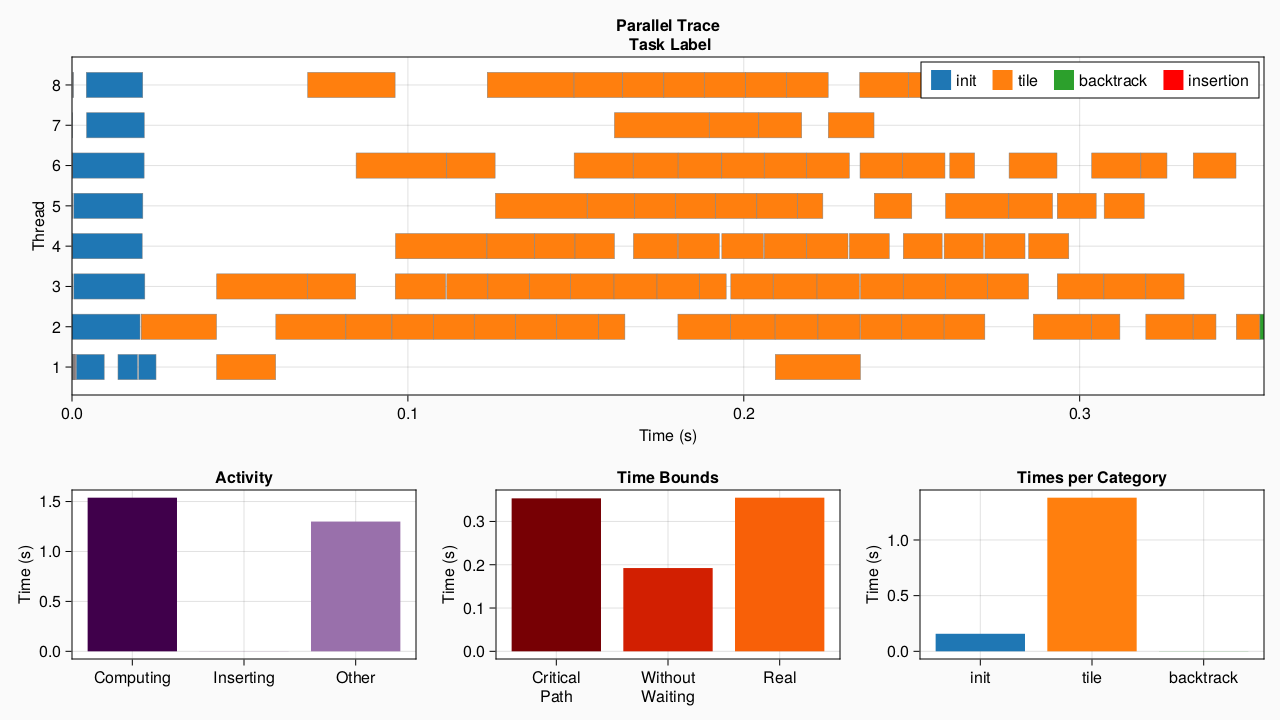 Parallel Trace
Task Label
init tile backtrack insertion
Thread
8
7
6
5
4
3
2
1
0.0 0.1 0.2 0.3
Time (s)
Activity
Time (s)
1.5
1.0
0.5
0.0
Computing Inserting Other
Time Bounds
Time (s)
0.3
0.2
0.1
0.0
Critical Path
Without Waiting
Real
Times per Category
Time (s)
1.0
0.5
0.0
init tile backtrack